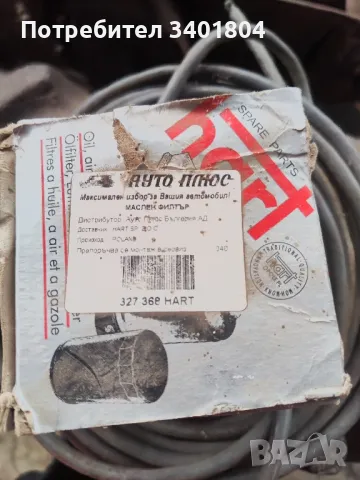 Потребител 3401804
hart
SPARE PARTS
Oil, air
Oilfilter,
Filtres a huile, a air et a gazole
АУТО ПЛЮС
Максимален избор за Вашия автомобил!
МАСЛЕН ФИЛТЪР
Дистрибутор Ауто Плюс България АД
Доставчик HART SP
Произход POLAND
Препоръчва се монтаж в сервиз
327 368 HART
bazar